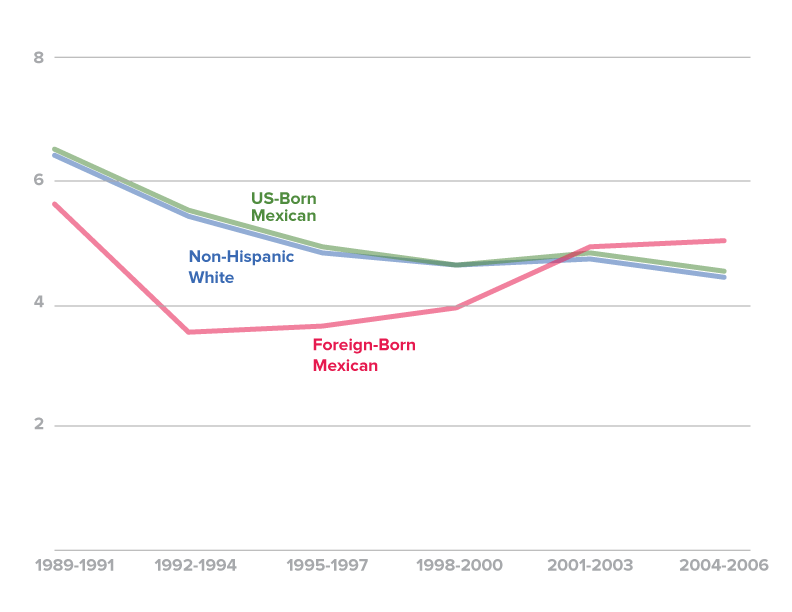 8
6
US-Born
Mexican
Non-Hispanic
White
4
Foreign-Born
Mexican
2
1989-1991 1992-1994 1995-1997 1998-2000 2001-2003 2004-2006